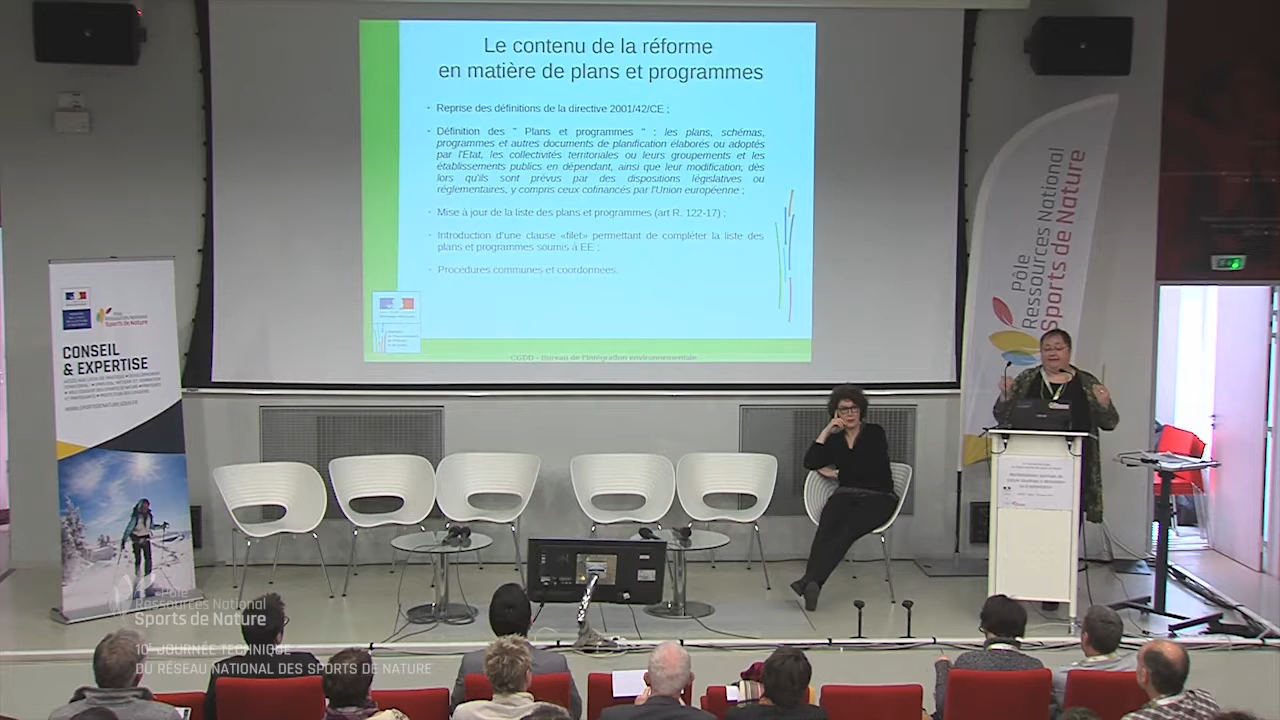 Le contenu de la réforme
en matière de plans et programmes
- Reprise des définitions de la directive 2001/42/CE ;
- Définition des " Plans et programmes " : les plans, schémas,
programmes et autres documents de planification élaborés ou adoptés
par l'Etat, les collectivités territoriales ou leurs groupements et les
établissements publics en dépendant, ainsi que leur modification, dès
lors qu'ils sont prévus par des dispositions législatives ou
réglementaires, y compris ceux cofinancés par l'Union européenne ;
- Mise à jour de la liste des plans et programmes (art R. 122-17) ;
- Introduction d'une clause «filet» permettant de compléter la liste des
plans et programmes soumis à EE ;
- Procédures communes et coordonnées.
CGDD - Bureau de l'intégration environnementale
Pôle
Ressources National
Sports de Nature
Pôle
Ressources National
Sports de Nature
CONSEIL
& EXPERTISE
Pôle
Ressources National
Sports de Nature
10e JOURNÉE TECHNIQUE
DU RÉSEAU NATIONAL DES SPORTS DE NATURE